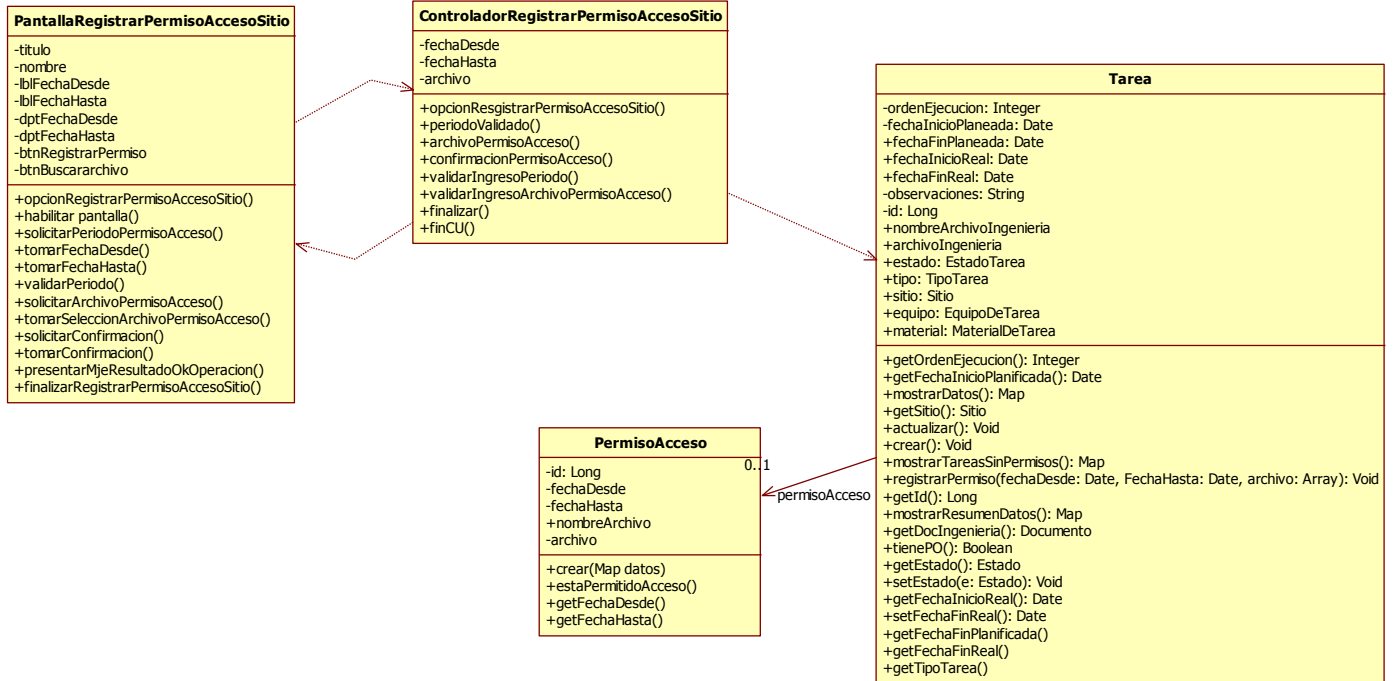 PantallaRegistrarPermisoAccesoSitio
-titulo
-nombre
-lblFechaDesde
-lblFechaHasta
-dptFechaDesde
-dptFechaHasta
-btnRegistrarPermiso
-btnBuscararchivo
+opcionRegistrarPermisoAccesoSitio()
+habilitar pantalla()
+solicitarPeriodoPermisoAcceso()
+tomarFechaDesde()
+tomarFechaHasta()
+validarPeriodo()
+solicitarArchivoPermisoAcceso()
+tomarSeleccionArchivoPermisoAcceso()
+solicitarConfirmacion()
+tomarConfirmacion()
+presentarMjeResultadoOkOperacion()
+finalizarRegistrarPermisoAccesoSitio()
ControladorRegistrarPermisoAccesoSitio
-fechaDesde
-fechaHasta
-archivo
+opcionResgistrarPermisoAccesoSitio()
+periodoValidado()
+archivoPermisoAcceso()
+confirmacionPermisoAcceso()
+validarIngresoPeriodo()
+validarIngresoArchivoPermisoAcceso()
+finalizar()
+finCU()
Tarea
-ordenEjecucion: Integer
-fechaInicioPlaneada: Date
+fechaFinPlaneada: Date
+fechaInicioReal: Date
+fechaFinReal: Date
-observaciones: String
-id: Long
+nombreArchivoIngenieria
+archivoIngenieria
+estado: EstadoTarea
+tipo: TipoTarea
+sitio: Sitio
+equipo: EquipoDeTarea
+material: MaterialDeTarea
+getOrdenEjecucion(): Integer
+getFechaInicioPlanificada(): Date
+mostrarDatos(): Map
+getSitio(): Sitio
+actualizar(): Void
+crear(): Void
+mostrarTareasSinPermisos(): Map
+registrarPermiso(fechaDesde: Date, FechaHasta: Date, archivo: Array): Void
+getId(): Long
+mostrarResumenDatos(): Map
+getDocIngenieria(): Documento
+tienePO(): Boolean
+getEstado(): Estado
+setEstado(e: Estado): Void
+getFechaInicioReal(): Date
+setFechaFinReal(): Date
+getFechaFinPlanificada()
+getFechaFinReal()
+getTipoTarea()
PermisoAcceso
-id: Long
-fechaDesde
-fechaHasta
+nombreArchivo
-archivo
+crear(Map datos)
+estaPermitidoAcceso()
+getFechaDesde()
+getFechaHasta()
0..1
permisoAcceso